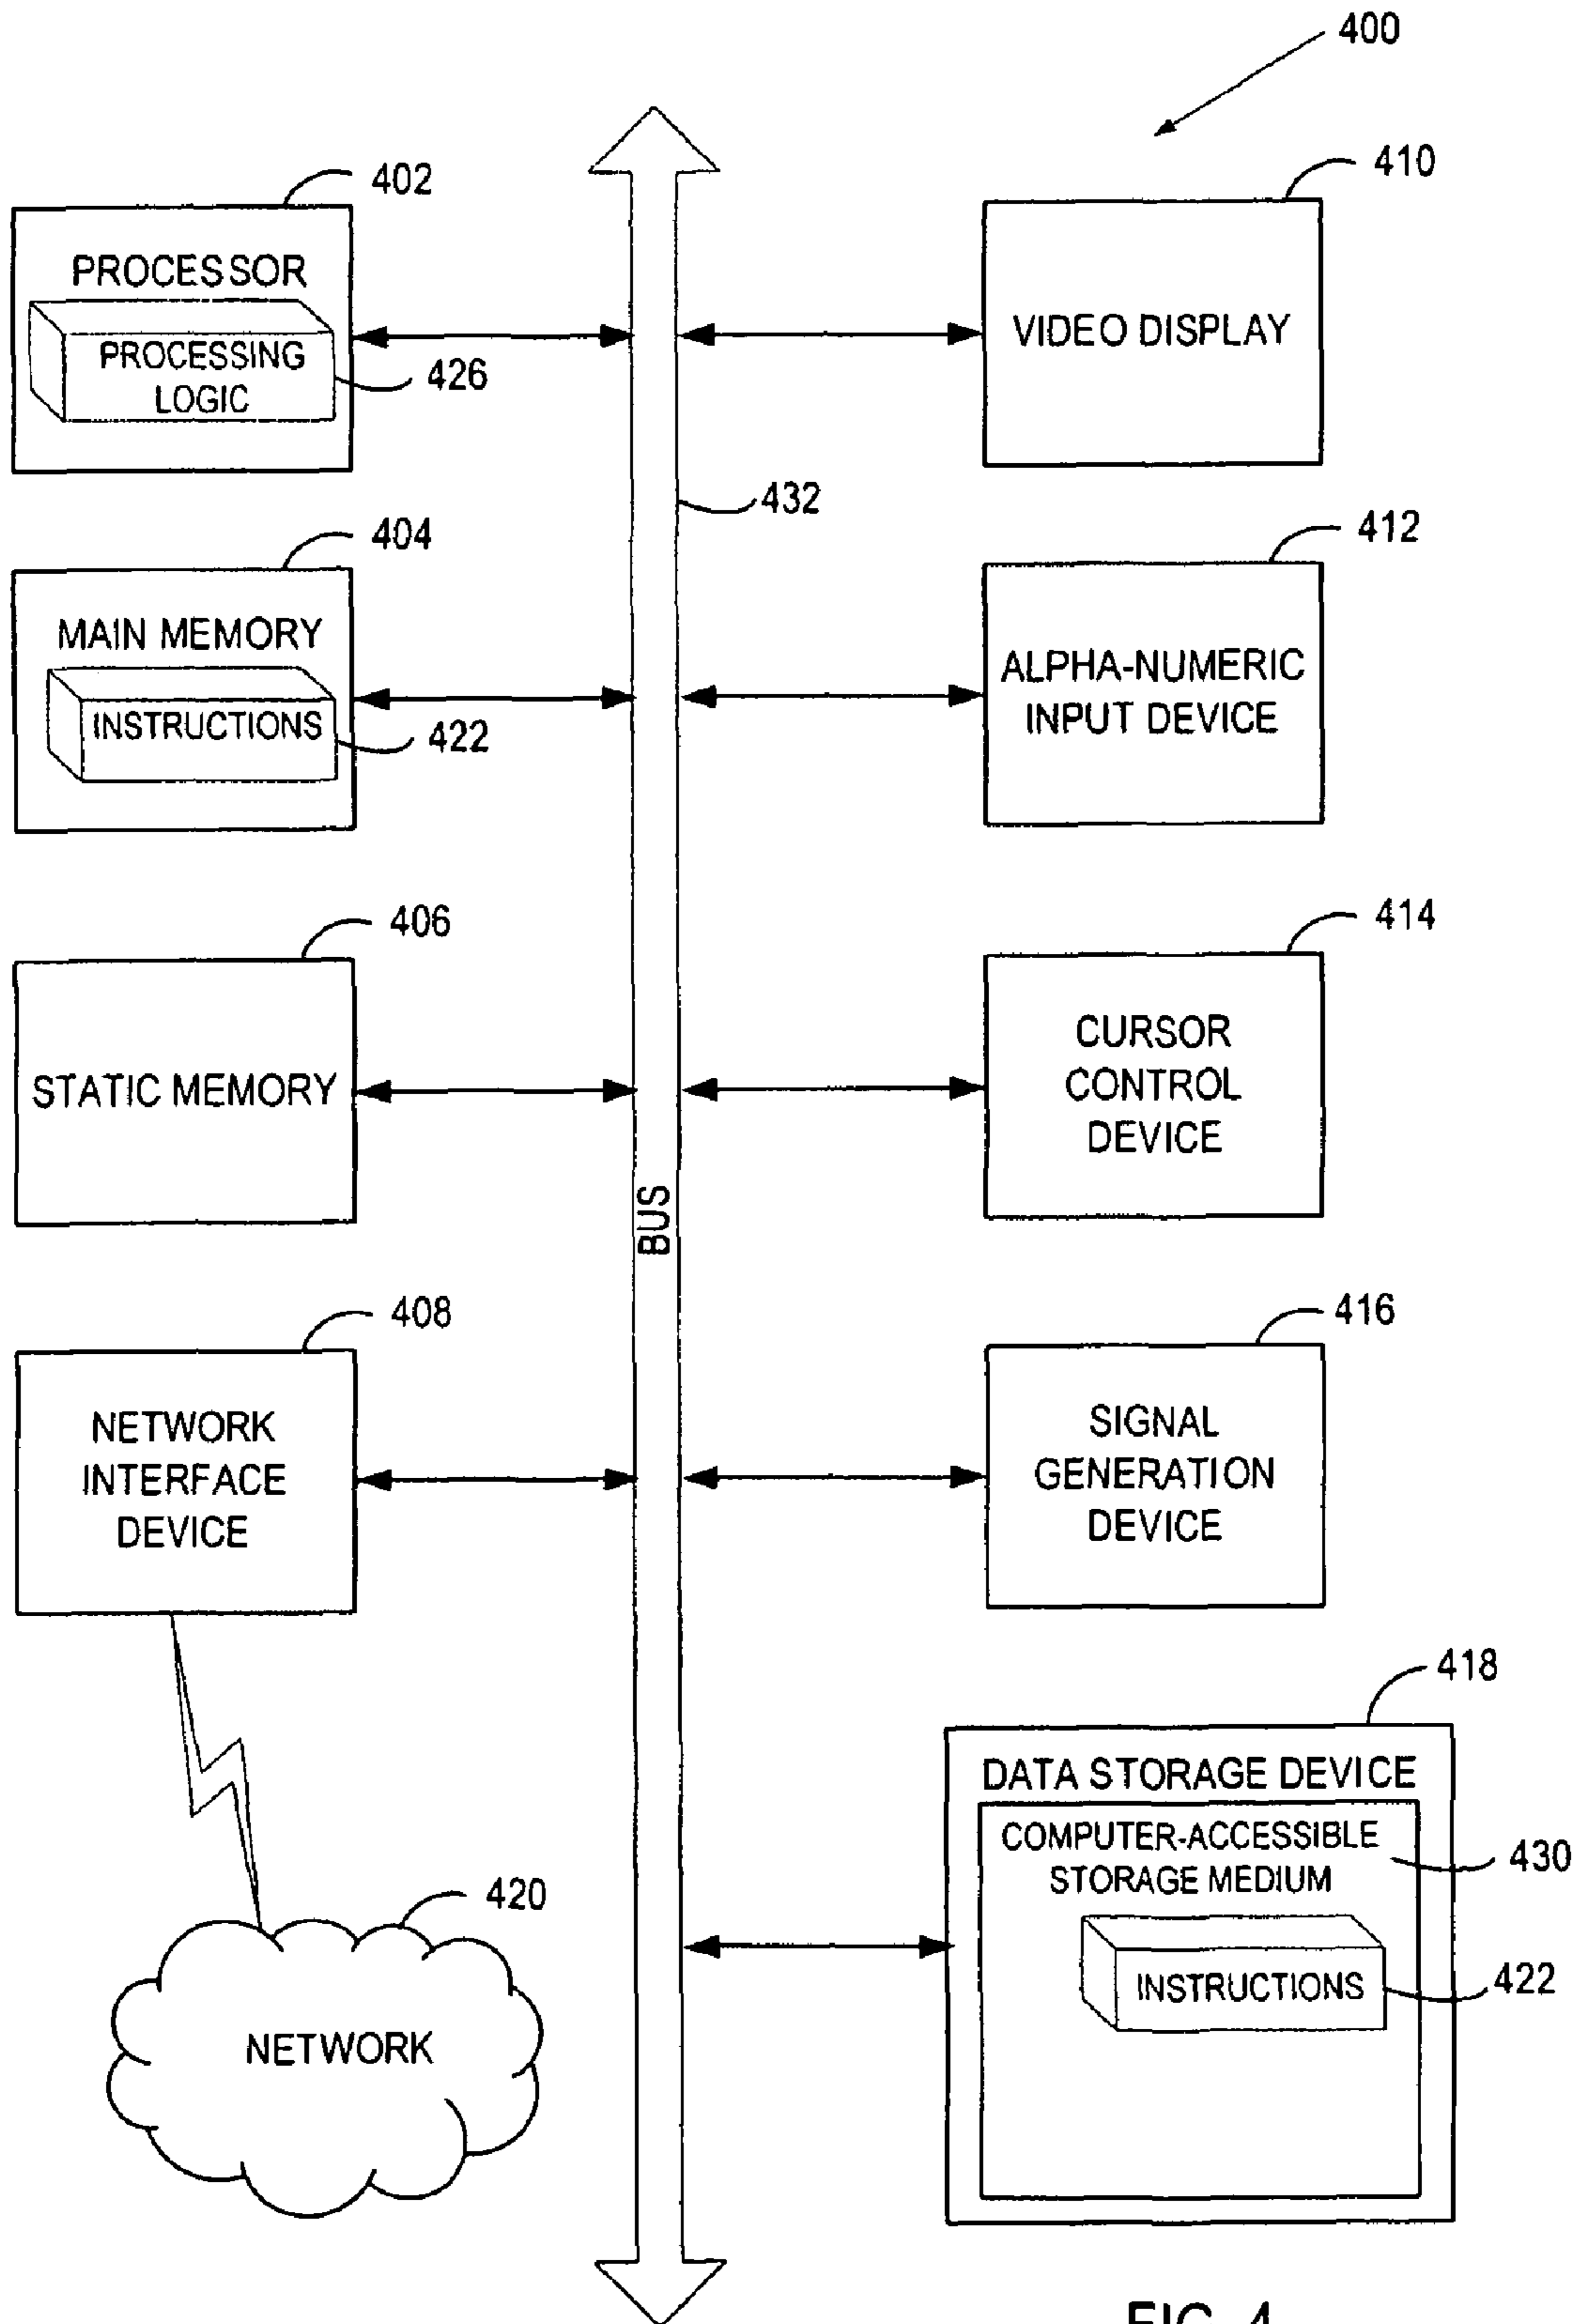 400
402
PROCESSOR
PROCESSING
LOGIC
426
410
VIDEO DISPLAY
432
404
MAIN MEMORY
INSTRUCTIONS
422
412
ALPHA-NUMERIC
INPUT DEVICE
406
STATIC MEMORY
414
CURSOR
CONTROL
DEVICE
BUS
408
NETWORK
INTERFACE
DEVICE
416
SIGNAL
GENERATION
DEVICE
418
DATA STORAGE DEVICE
COMPUTER-ACCESSIBLE
STORAGE MEDIUM
430
INSTRUCTIONS
422
420
NETWORK
FIG. 4